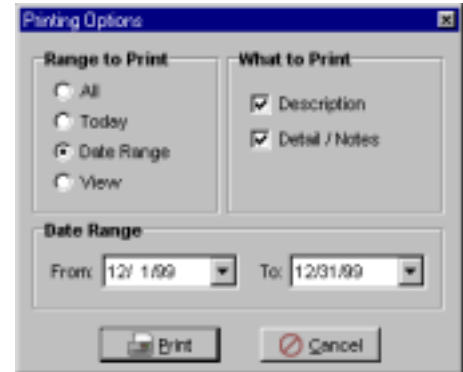 Printing Options
Range to Print
All
Today
Date Range
View
What to Print
Description
Detail / Notes
Date Range
From: 12/ 1/99 To: 12/31/99
Print Cancel